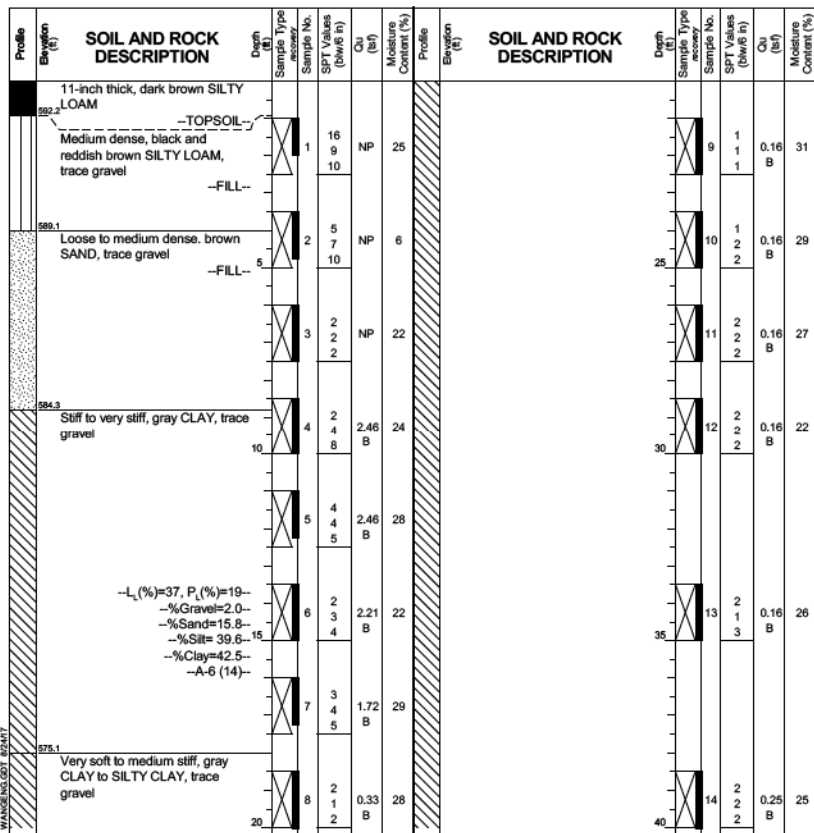 Profile
Elevation (ft)
SOIL AND ROCK DESCRIPTION
Depth (ft)
Sample Type
recovery
Sample No.
SPT Values (blw/6 in)
Qu (tsf)
Moisture Content (%)
Profile
Elevation (ft)
SOIL AND ROCK DESCRIPTION
Depth (ft)
Sample Type
recovery
Sample No.
SPT Values (blw/6 in)
Qu (tsf)
Moisture Content (%)
11-inch thick, dark brown SILTY
LOAM
592.2
--TOPSOIL--
Medium dense, black and
reddish brown SILTY LOAM,
trace gravel
--FILL--
1
16
9
10
NP
25
589.1
Loose to medium dense. brown
SAND, trace gravel
5
--FILL--
2
5
7
10
NP
6
3
2
2
2
NP
22
584.3
Stiff to very stiff, gray CLAY, trace
gravel
10
4
2
4
8
2.46
B
24
5
4
4
5
2.46
B
28
--LL(%)=37, PL(%)=19--
--%Gravel=2.0--
--%Sand=15.8--
15
--%Silt= 39.6--
--%Clay=42.5--
--A-6 (14)--
6
2
3
4
2.21
B
22
7
3
4
5
1.72
B
29
575.1
Very soft to medium stiff, gray
CLAY to SILTY CLAY, trace
gravel
20
8
2
1
2
0.33
B
28
9
1
1
1
0.16
B
31
25
10
1
2
2
0.16
B
29
11
2
2
2
0.16
B
27
30
12
2
2
2
0.16
B
22
35
13
2
1
3
0.16
B
26
40
14
2
2
2
0.25
B
25
WANGENG.GDT 8/24/17